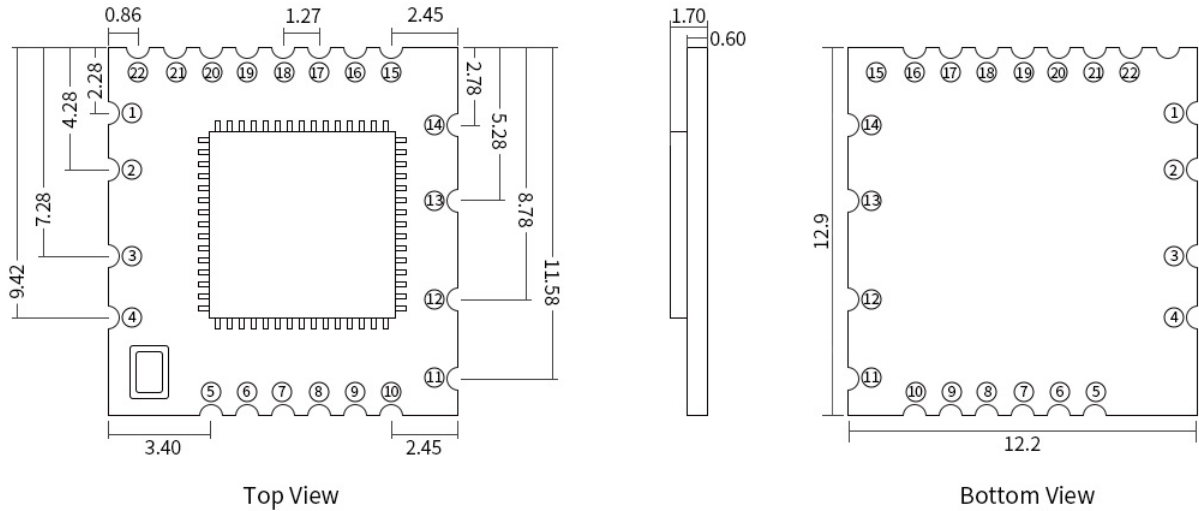 0.86 1.27 2.45 1.70
0.60
22 21 20 19 18 17 16 15
15 16 17 18 19 20 21 22
2.28 4.28 7.28 9.42
2.78 5.28 8.78 11.58
1 14 14 1
2 2
13 13
3 3
12 12
4 4
11 11
5 6 7 8 9 10
10 9 8 7 6 5
12.9
3.40 2.45 12.2
Top View Bottom View